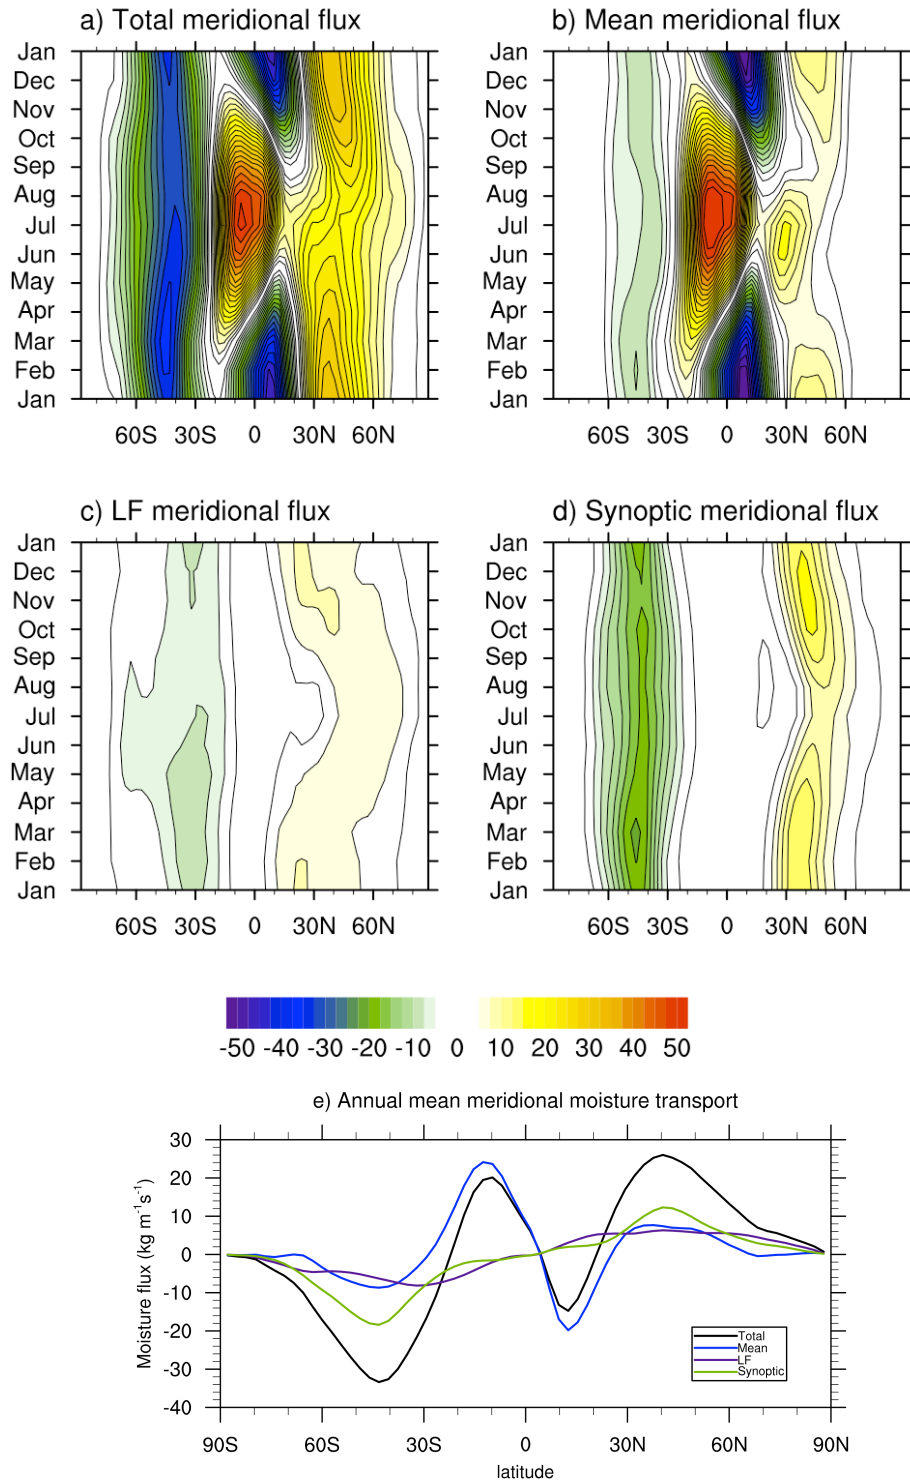 a) Total meridional flux
b) Mean meridional flux
Jan
Dec
Nov
Oct
Sep
Aug
Jul
Jun
May
Apr
Mar
Feb
Jan
60S 30S 0 30N 60N
Jan
Dec
Nov
Oct
Sep
Aug
Jul
Jun
May
Apr
Mar
Feb
Jan
60S 30S 0 30N 60N
c) LF meridional flux
d) Synoptic meridional flux
Jan
Dec
Nov
Oct
Sep
Aug
Jul
Jun
May
Apr
Mar
Feb
Jan
60S 30S 0 30N 60N
Jan
Dec
Nov
Oct
Sep
Aug
Jul
Jun
May
Apr
Mar
Feb
Jan
60S 30S 0 30N 60N
-50 -40 -30 -20 -10 0 10 20 30 40 50
e) Annual mean meridional moisture transport
Moisture flux (kg m⁻¹s⁻¹)
30
20
10
0
-10
-20
-30
-40
Total
Mean
LF
Synoptic
90S 60S 30S 0 30N 60N 90N
latitude